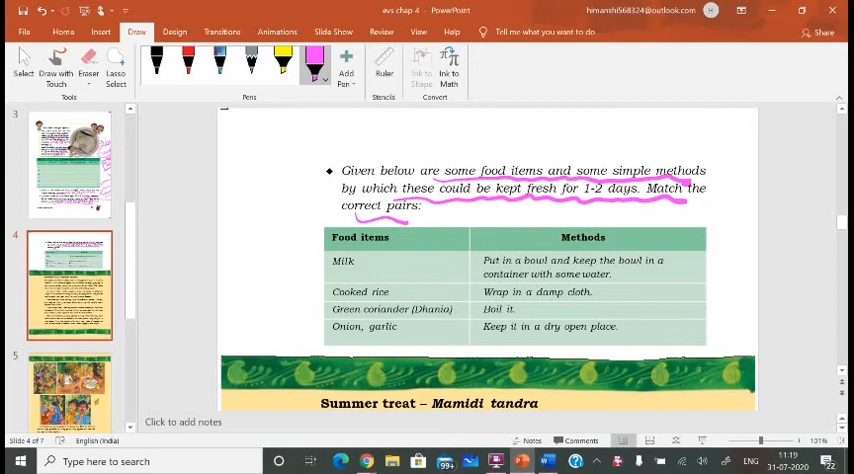 evs chap 4 - PowerPoint
himanshi568324@outlook.com
H
File Home Insert Draw Design Transitions Animations Slide Show Review View Help Tell me what you want to do Share
Select
Draw with Touch
Eraser
Lasso Select
Add Pen
Ruler
Ink to Shape
Ink to Math
Tools Pens Stencils Convert
3
4
5
♦ Given below are some food items and some simple methods
by which these could be kept fresh for 1-2 days. Match the
correct pairs:
Food items Methods
Milk Put in a bowl and keep the bowl in a
container with some water.
Cooked rice Wrap in a damp cloth.
Green coriander (Dhania) Boil it.
Onion, garlic Keep it in a dry open place.
Summer treat – Mamidi tandra
Click to add notes
Slide 4 of 7 English (India) Notes Comments 131%
Type here to search
99+
ENG
11:19
31-07-2020
22